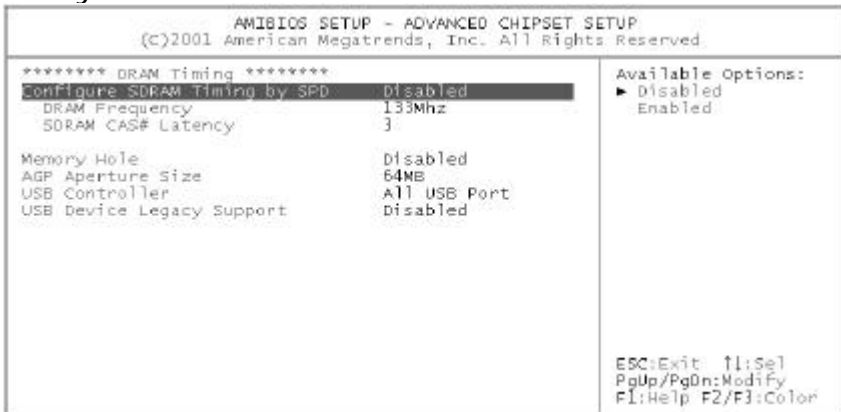 AMIBIOS SETUP - ADVANCED CHIPSET SETUP
(C)2001 American Megatrends, Inc. All Rights Reserved
******** DRAM Timing ********
Configure SDRAM Timing by SPD Disabled
DRAM Frequency 133Mhz
SDRAM CAS# Latency 3
Memory Hole Disabled
AGP Aperture Size 64MB
USB Controller All USB Port
USB Device Legacy Support Disabled
Available Options:
► Disabled
Enabled
ESC:Exit ↑↓:Sel
PgUp/PgDn:Modify
F1:Help F2/F3:Color